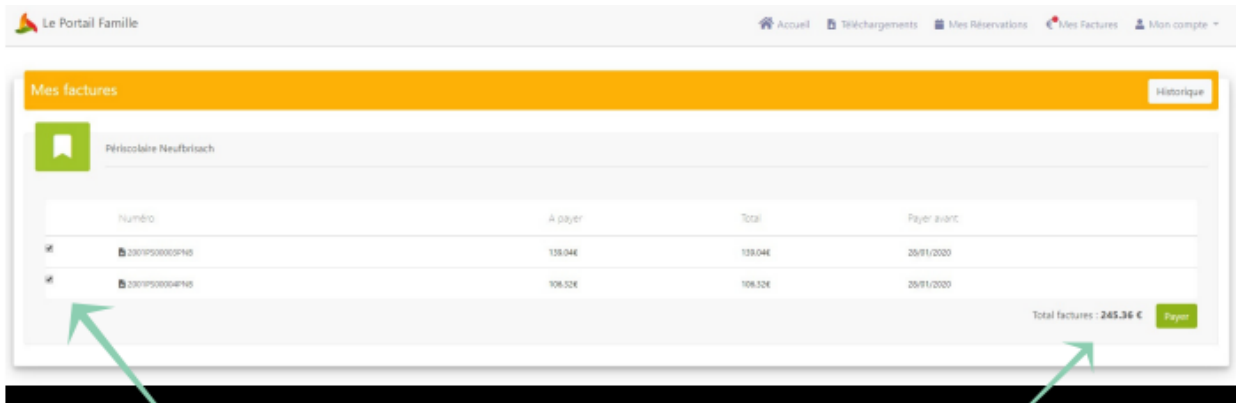 Le Portail Famille
Accueil Téléchargements Mes Réservations Mes Factures Mon compte
Mes factures
Historique
Périscolaire Neufbrisach
Numéro A payer Total Payer avant
139.04€ 139.04€ 28/01/2020
106.32€ 106.32€ 28/01/2020
Total factures : 245.36 € Payer